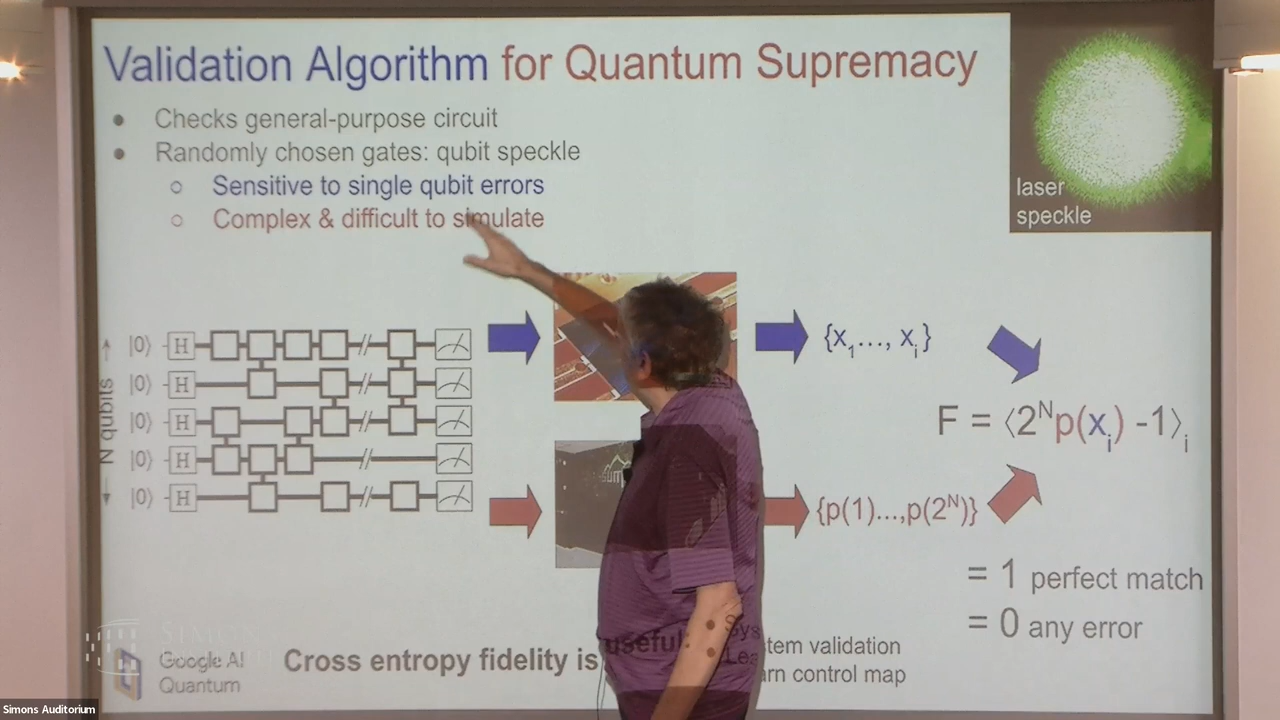 Validation Algorithm for Quantum Supremacy
Checks general-purpose circuit
Randomly chosen gates: qubit speckle
Sensitive to single qubit errors
Complex & difficult to simulate
laser
speckle
N qubits
|0⟩ H
|0⟩ H
|0⟩ H
|0⟩ H
|0⟩ H
{x₁..., xᵢ}
F = ⟨2ᴺp(xᵢ) -1⟩ᵢ
{p(1)...,p(2ᴺ)}
= 1 perfect match
= 0 any error
Cross entropy fidelity is useful:
System validation
Learn control map
Google AI
Quantum
Simons Auditorium